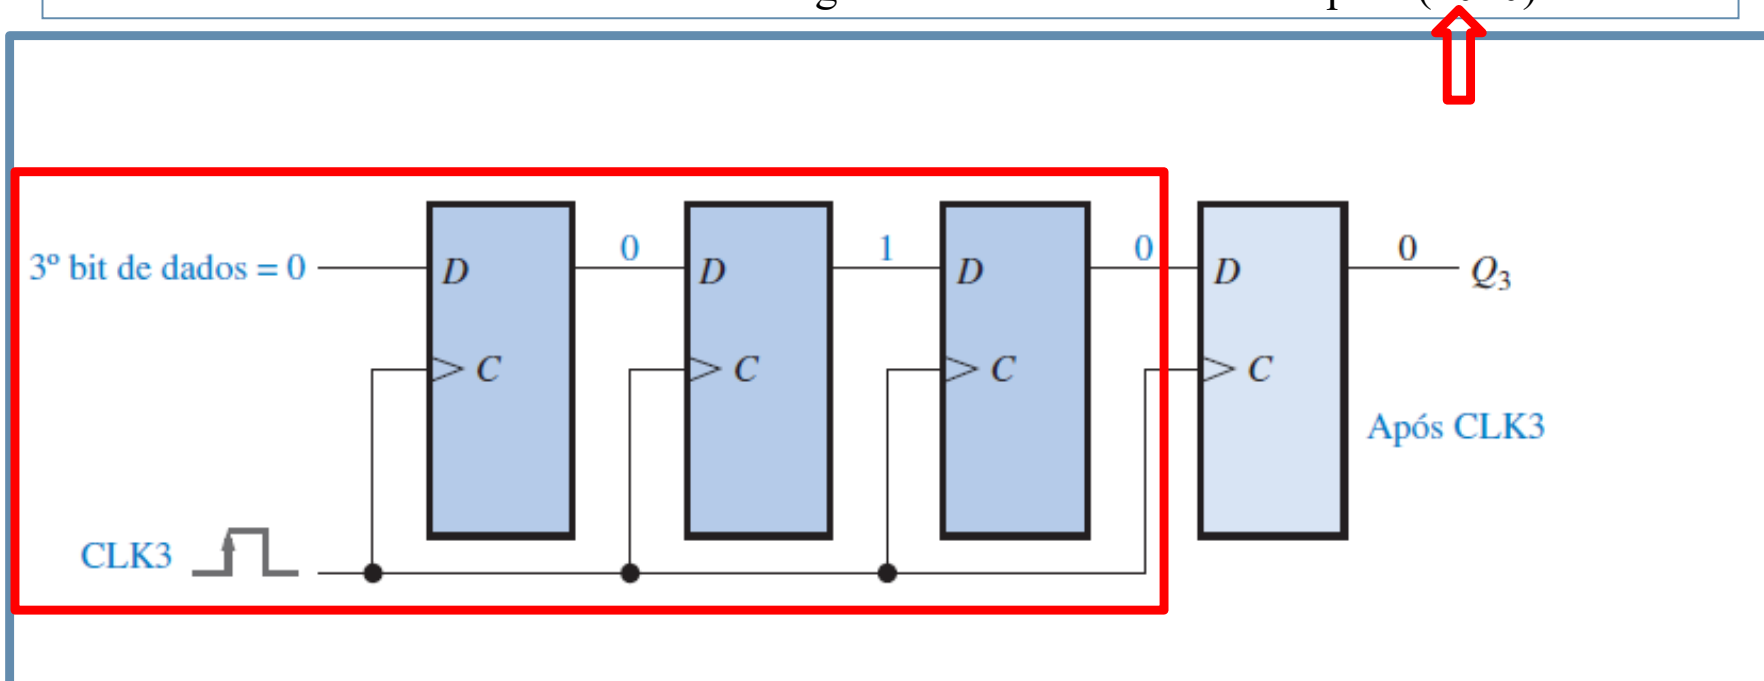 0 1 0 0
3º bit de dados = 0 D D D D Q3
C C C C
Após CLK3
CLK3